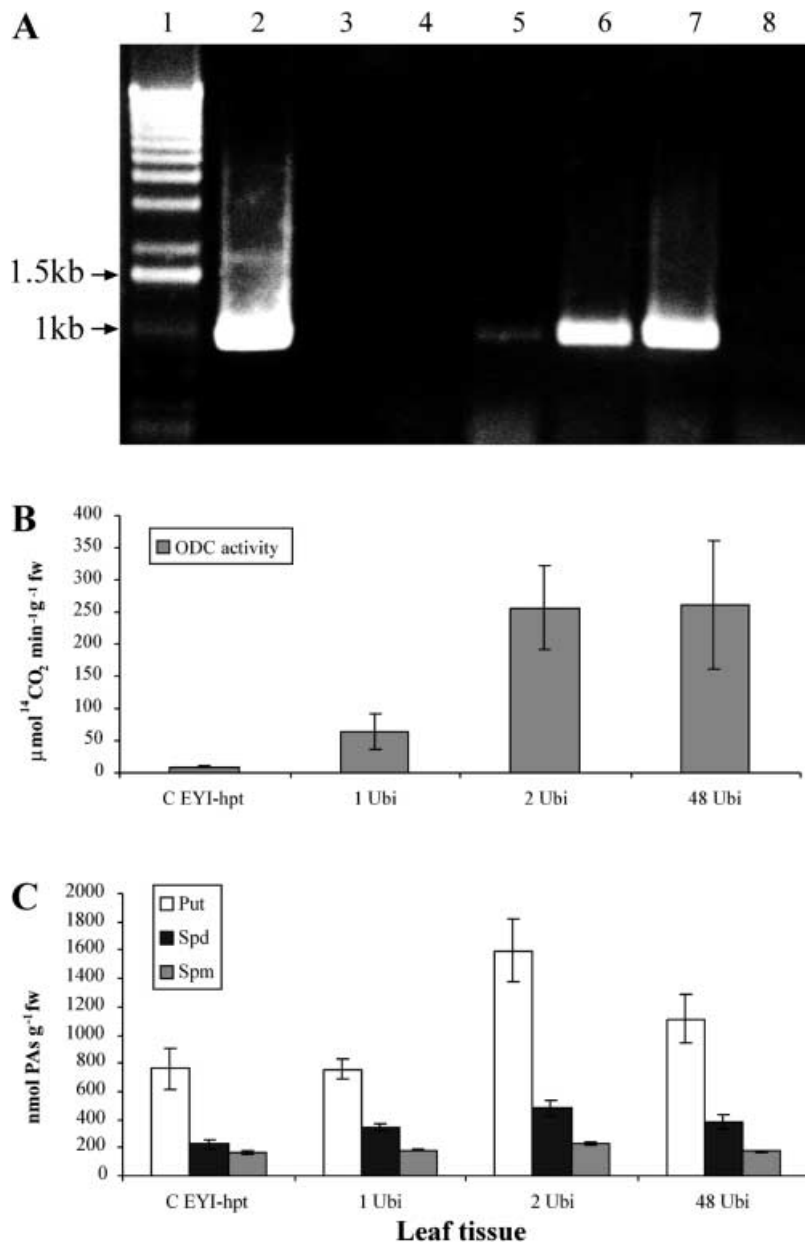 A
1 2 3 4 5 6 7 8
1.5kb
1kb
B
400
350
300
250
200
150
100
50
0
µmol ¹⁴CO₂ min⁻¹g⁻¹ fw
ODC activity
C EYI-hpt 1 Ubi 2 Ubi 48 Ubi
C
2000
1800
1600
1400
1200
1000
800
600
400
200
0
nmol PAs g⁻¹fw
Put
Spd
Spm
C EYI-hpt 1 Ubi 2 Ubi 48 Ubi
Leaf tissue